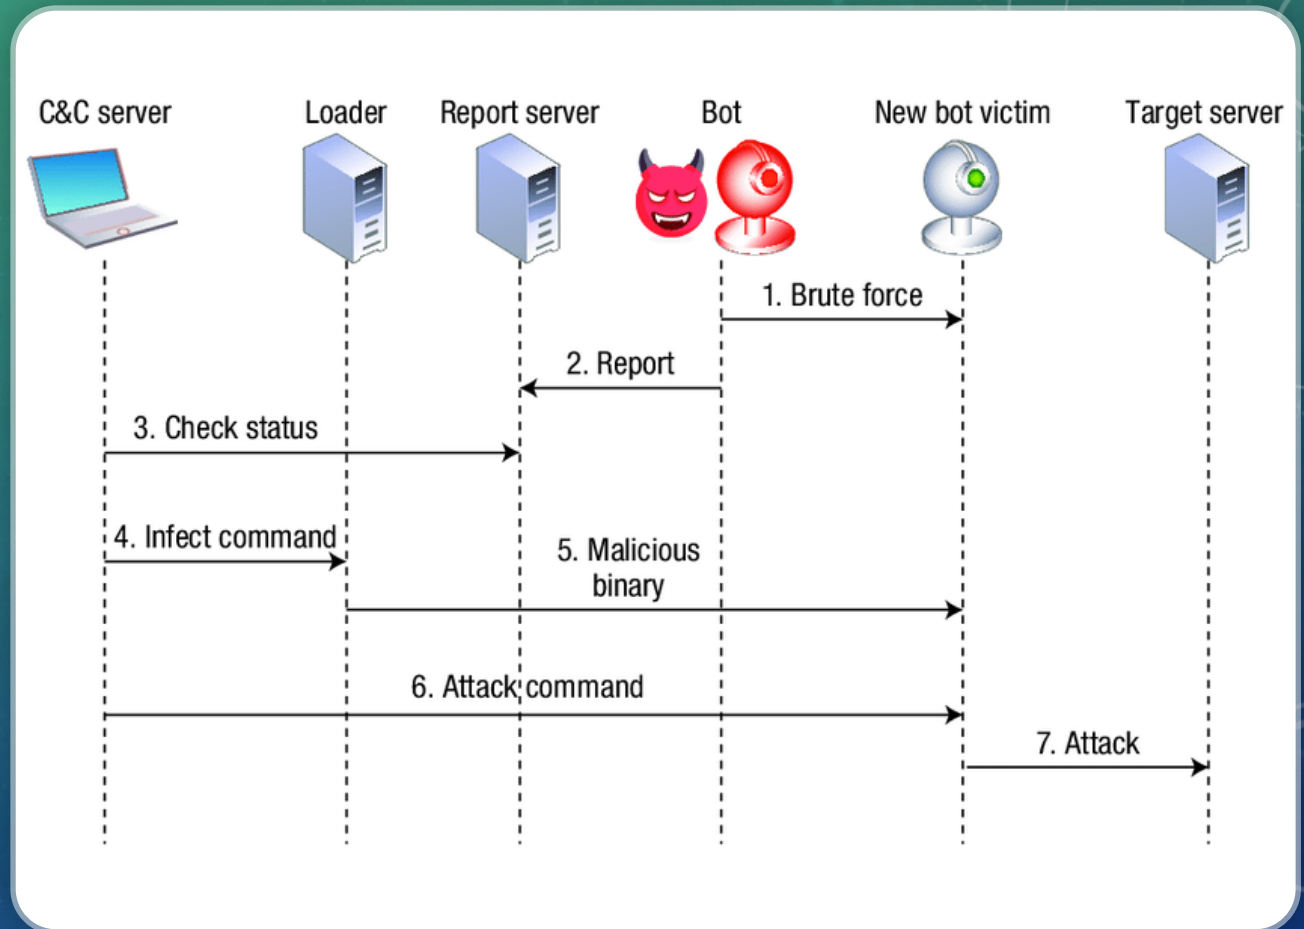 C&C server
Loader
Report server
Bot
New bot victim
Target server
1. Brute force
2. Report
3. Check status
4. Infect command
5. Malicious
binary
6. Attack command
7. Attack